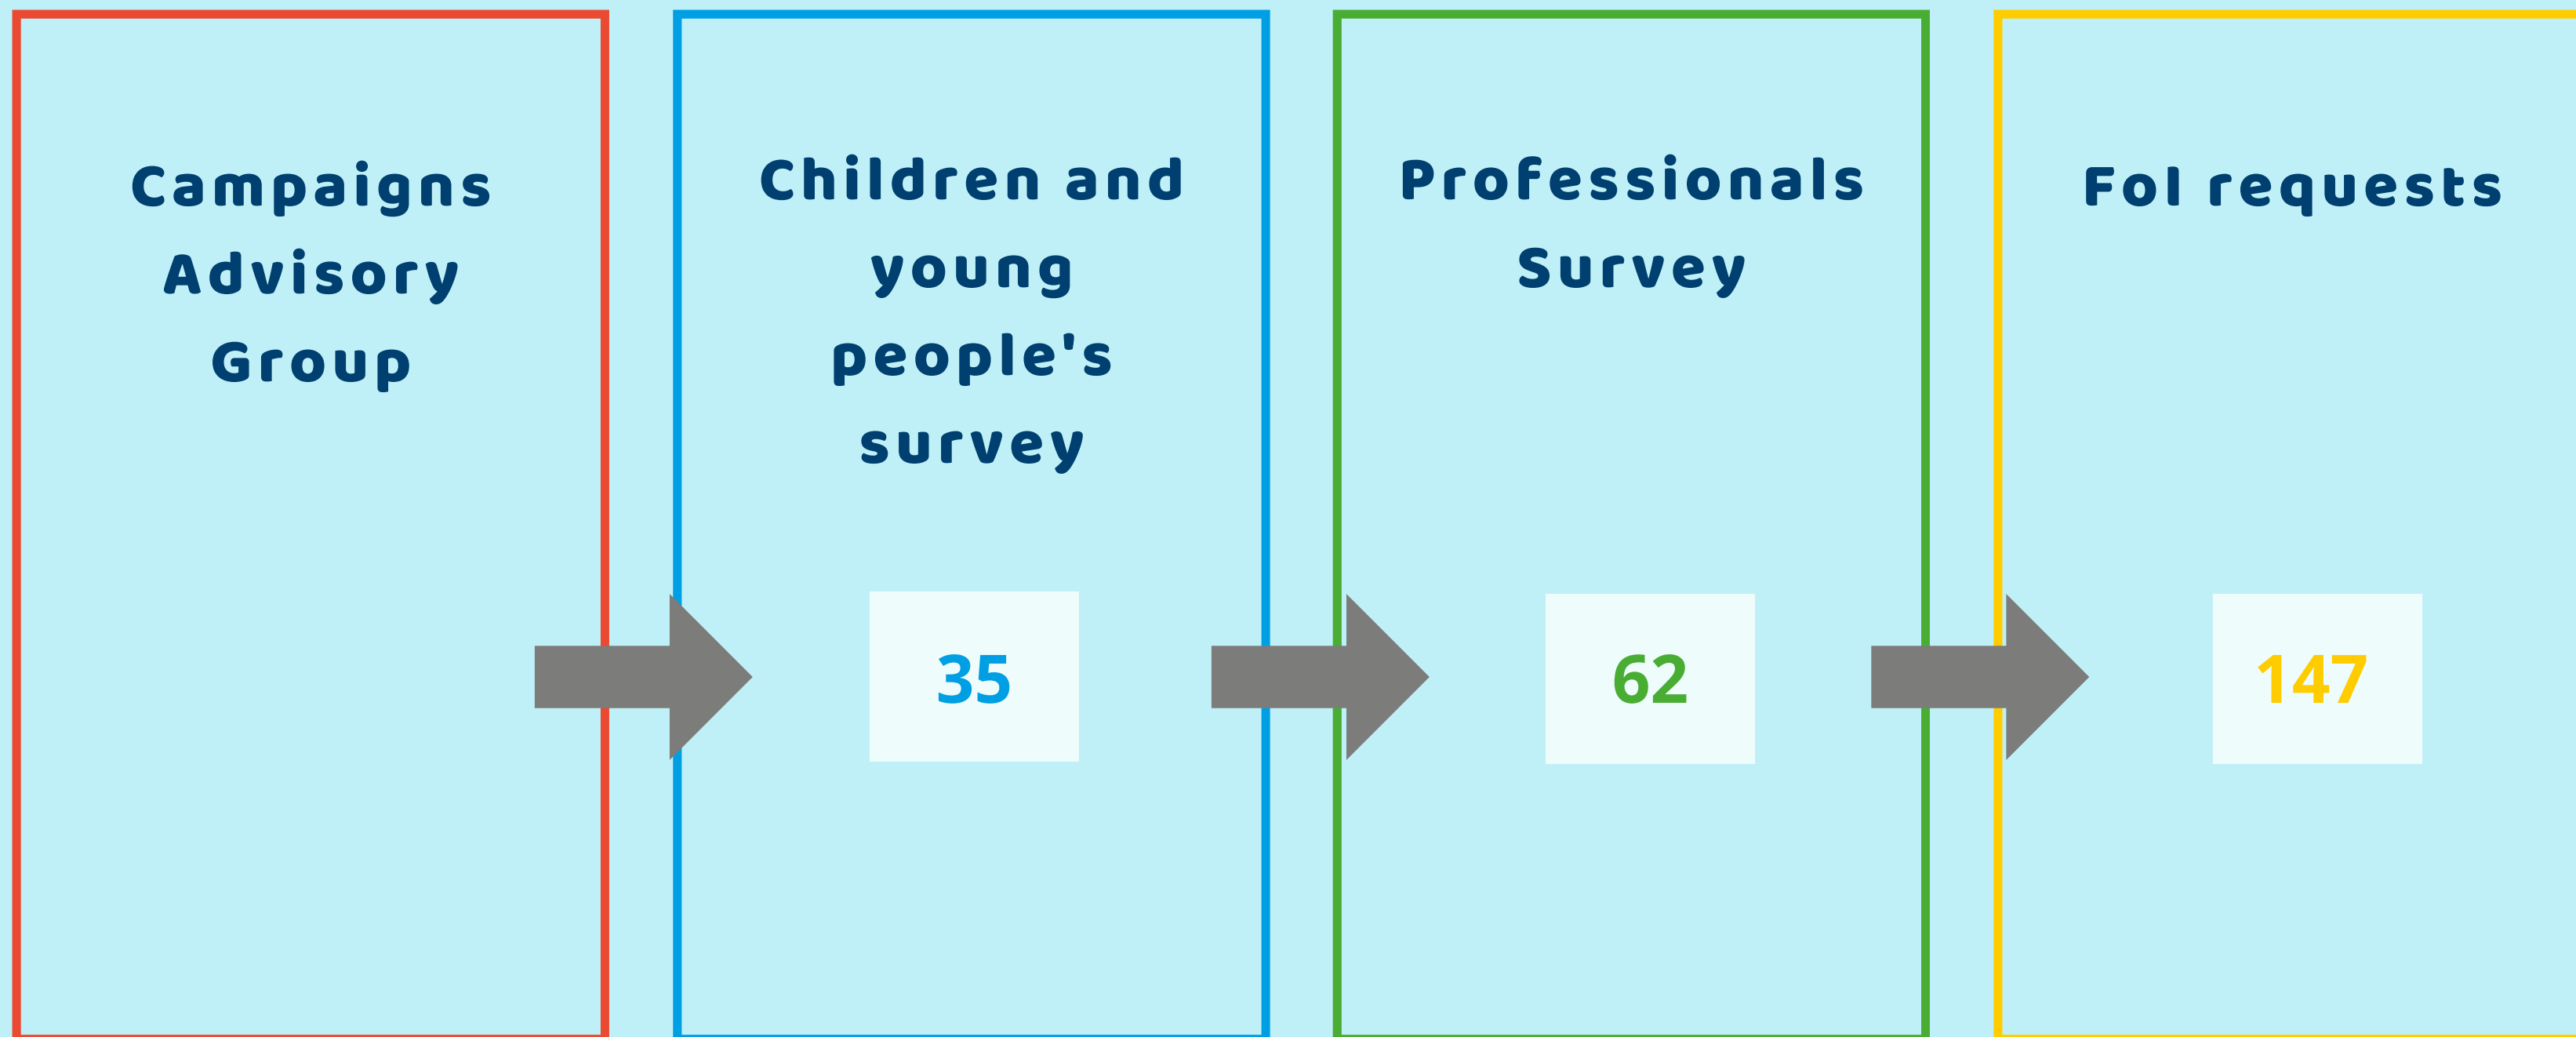 Campaigns
Advisory
Group
Children and
young
people's
survey
35
Professionals
Survey
62
FoI requests
147